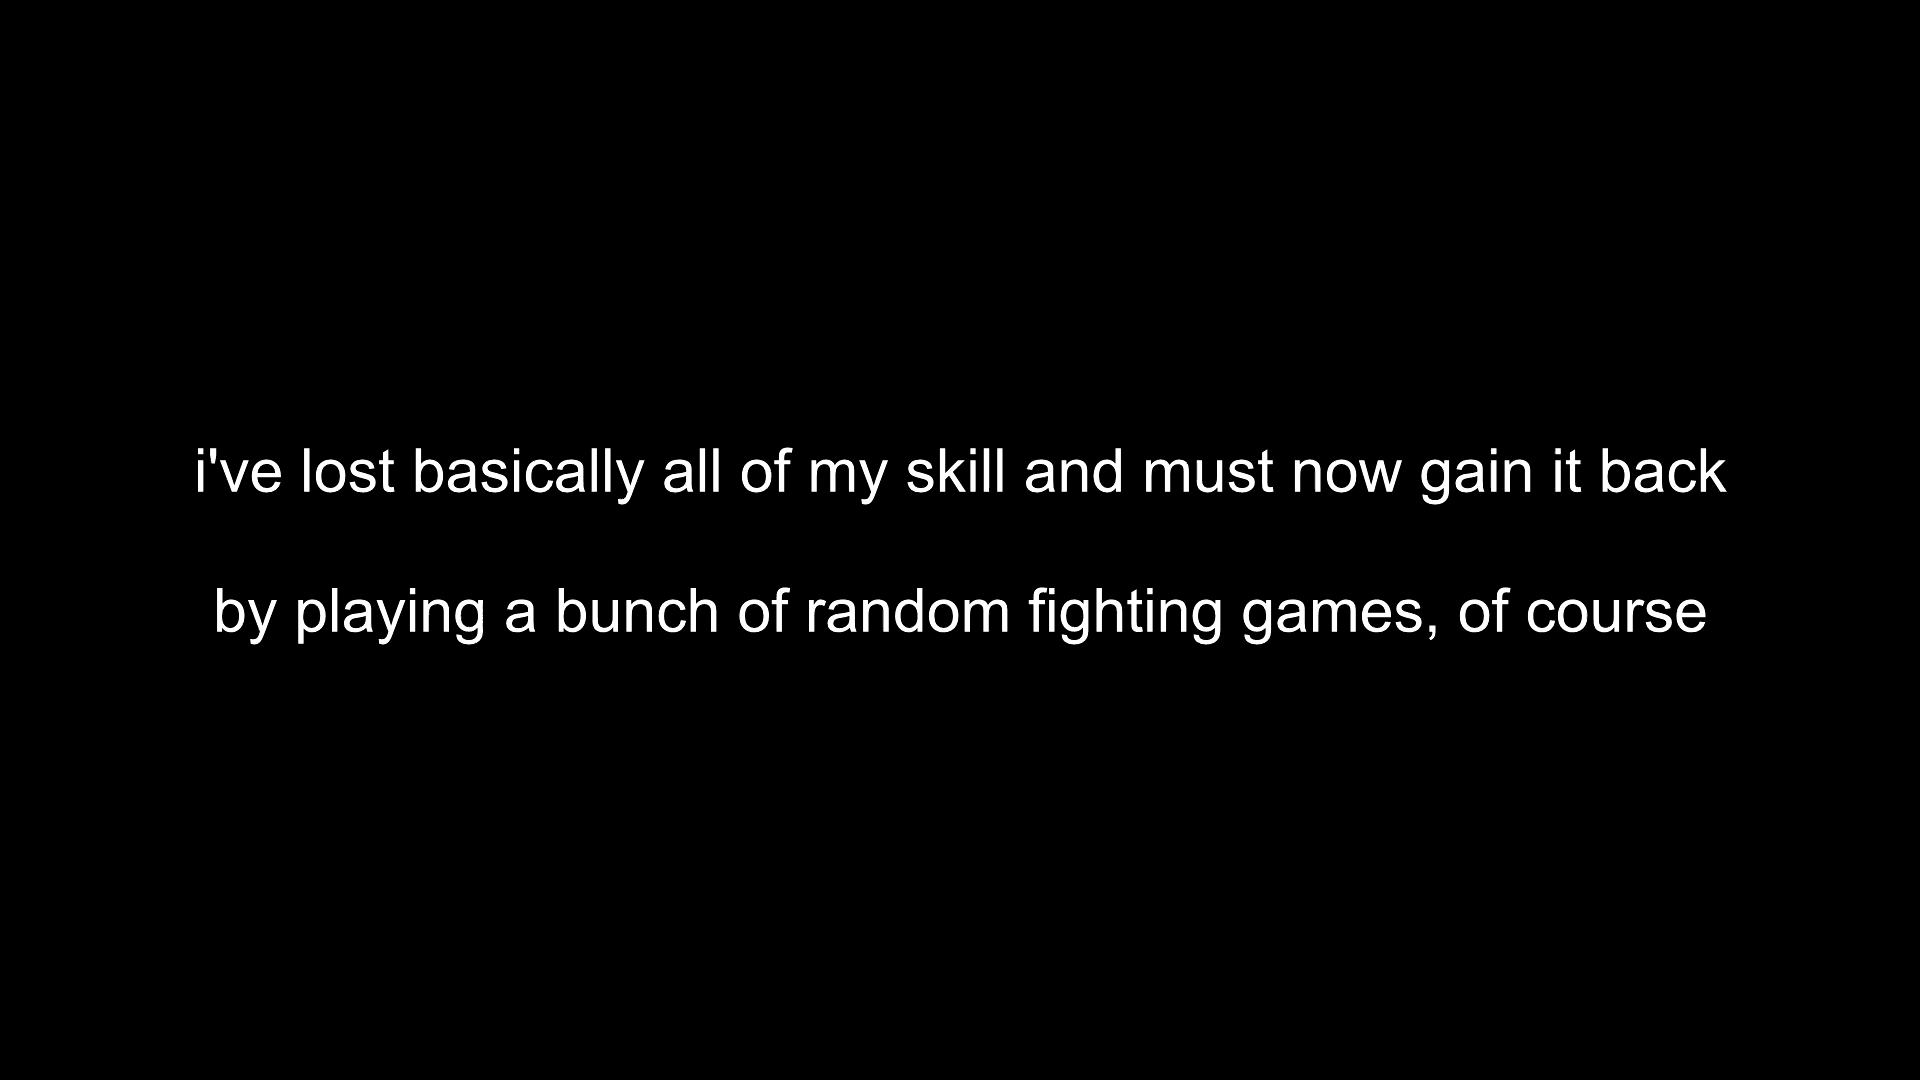 i've lost basically all of my skill and must now gain it back
by playing a bunch of random fighting games, of course